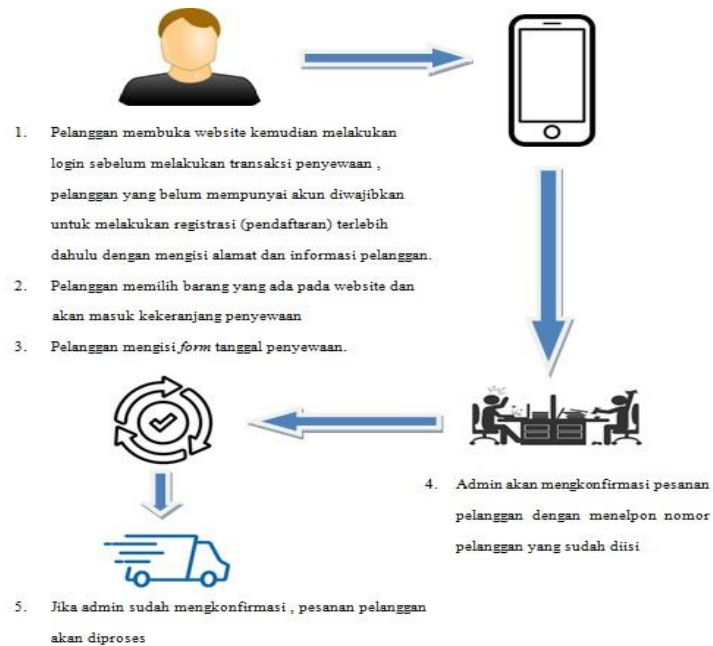 1. Pelanggan membuka website kemudian melakukan
login sebelum melakukan transaksi penyewaan ,
pelanggan yang belum mempunyai akun diwajibkan
untuk melakukan registrasi (pendaftaran) terlebih
dahulu dengan mengisi alamat dan informasi pelanggan.
2. Pelanggan memilih barang yang ada pada website dan
akan masuk kekeranjang penyewaan
3. Pelanggan mengisi form tanggal penyewaan.
4. Admin akan mengkonfirmasi pesanan
pelanggan dengan menelpon nomor
pelanggan yang sudah diisi
5. Jika admin sudah mengkonfirmasi , pesanan pelanggan
akan diproses